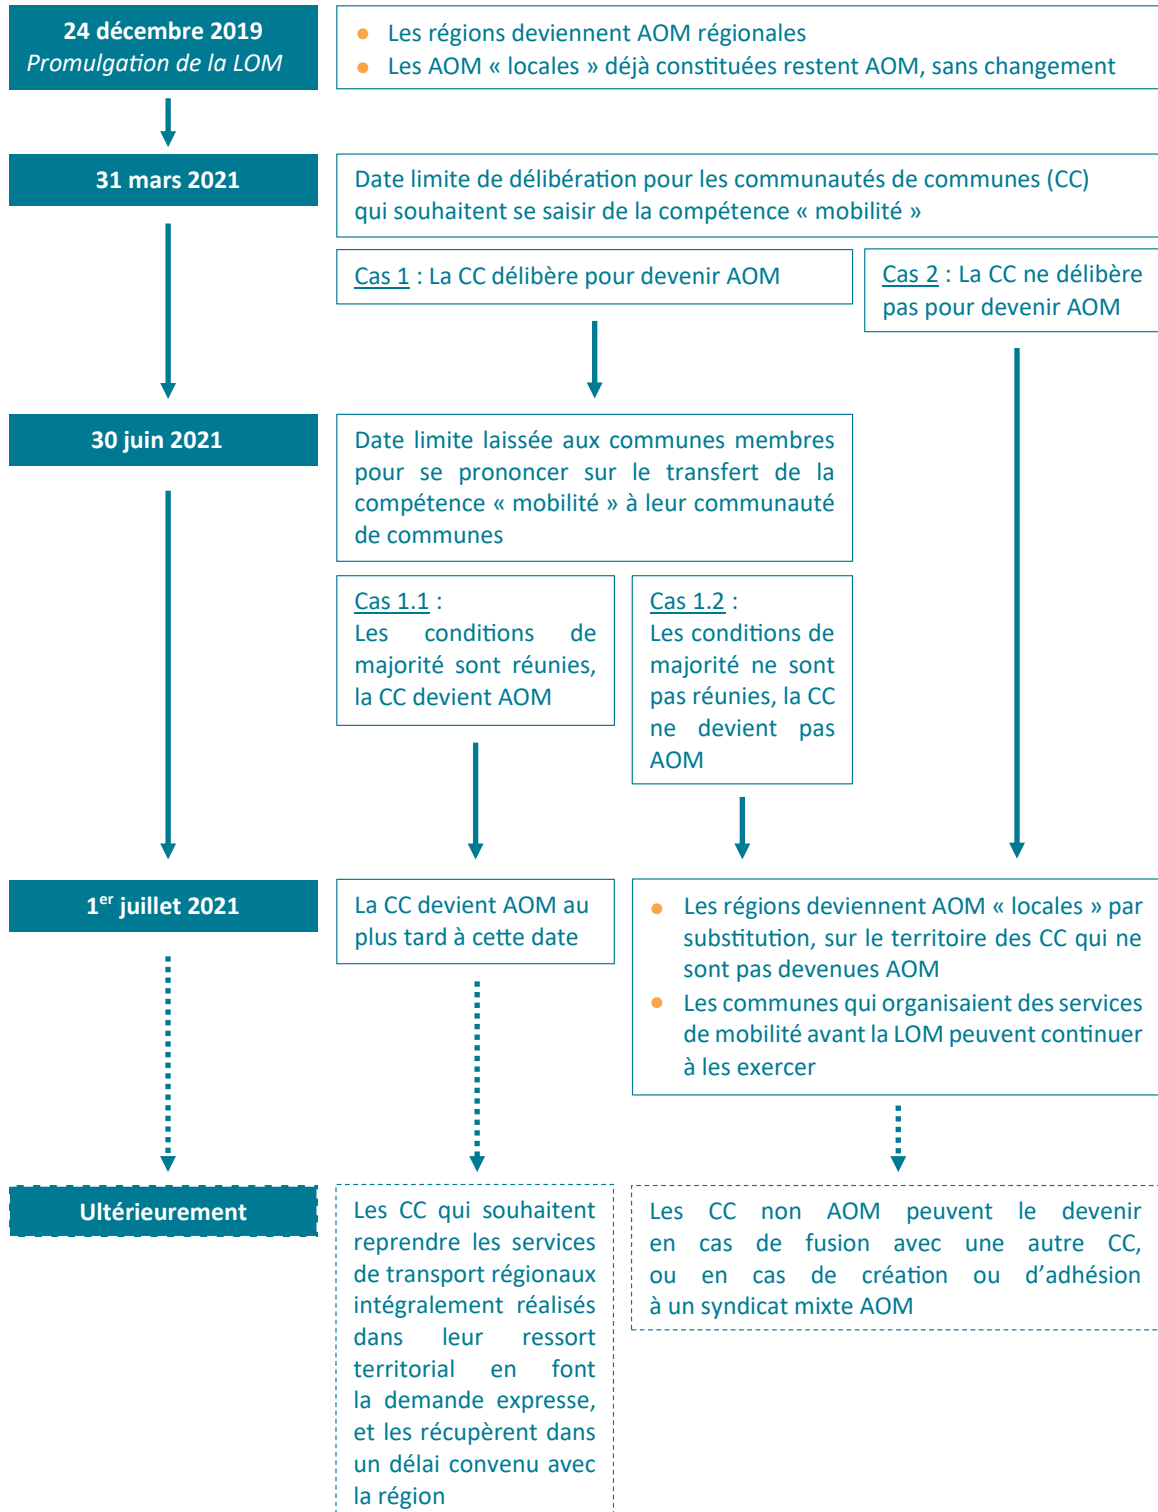 24 décembre 2019
Promulgation de la LOM
• Les régions deviennent AOM régionales
• Les AOM « locales » déjà constituées restent AOM, sans changement
31 mars 2021
Date limite de délibération pour les communautés de communes (CC)
qui souhaitent se saisir de la compétence « mobilité »
Cas 1 : La CC délibère pour devenir AOM
Cas 2 : La CC ne délibère
pas pour devenir AOM
30 juin 2021
Date limite laissée aux communes membres
pour se prononcer sur le transfert de la
compétence « mobilité » à leur communauté
de communes
Cas 1.1 :
Les conditions de
majorité sont réunies,
la CC devient AOM
Cas 1.2 :
Les conditions de
majorité ne sont
pas réunies, la CC
ne devient pas
AOM
1er juillet 2021
La CC devient AOM au
plus tard à cette date
• Les régions deviennent AOM « locales » par
substitution, sur le territoire des CC qui ne
sont pas devenues AOM
• Les communes qui organisaient des services
de mobilité avant la LOM peuvent continuer
à les exercer
Ultérieurement
Les CC qui souhaitent
reprendre les services
de transport régionaux
intégralement réalisés
dans leur ressort
territorial en font
la demande expresse,
et les récupèrent dans
un délai convenu avec
la région
Les CC non AOM peuvent le devenir
en cas de fusion avec une autre CC,
ou en cas de création ou d'adhésion
à un syndicat mixte AOM